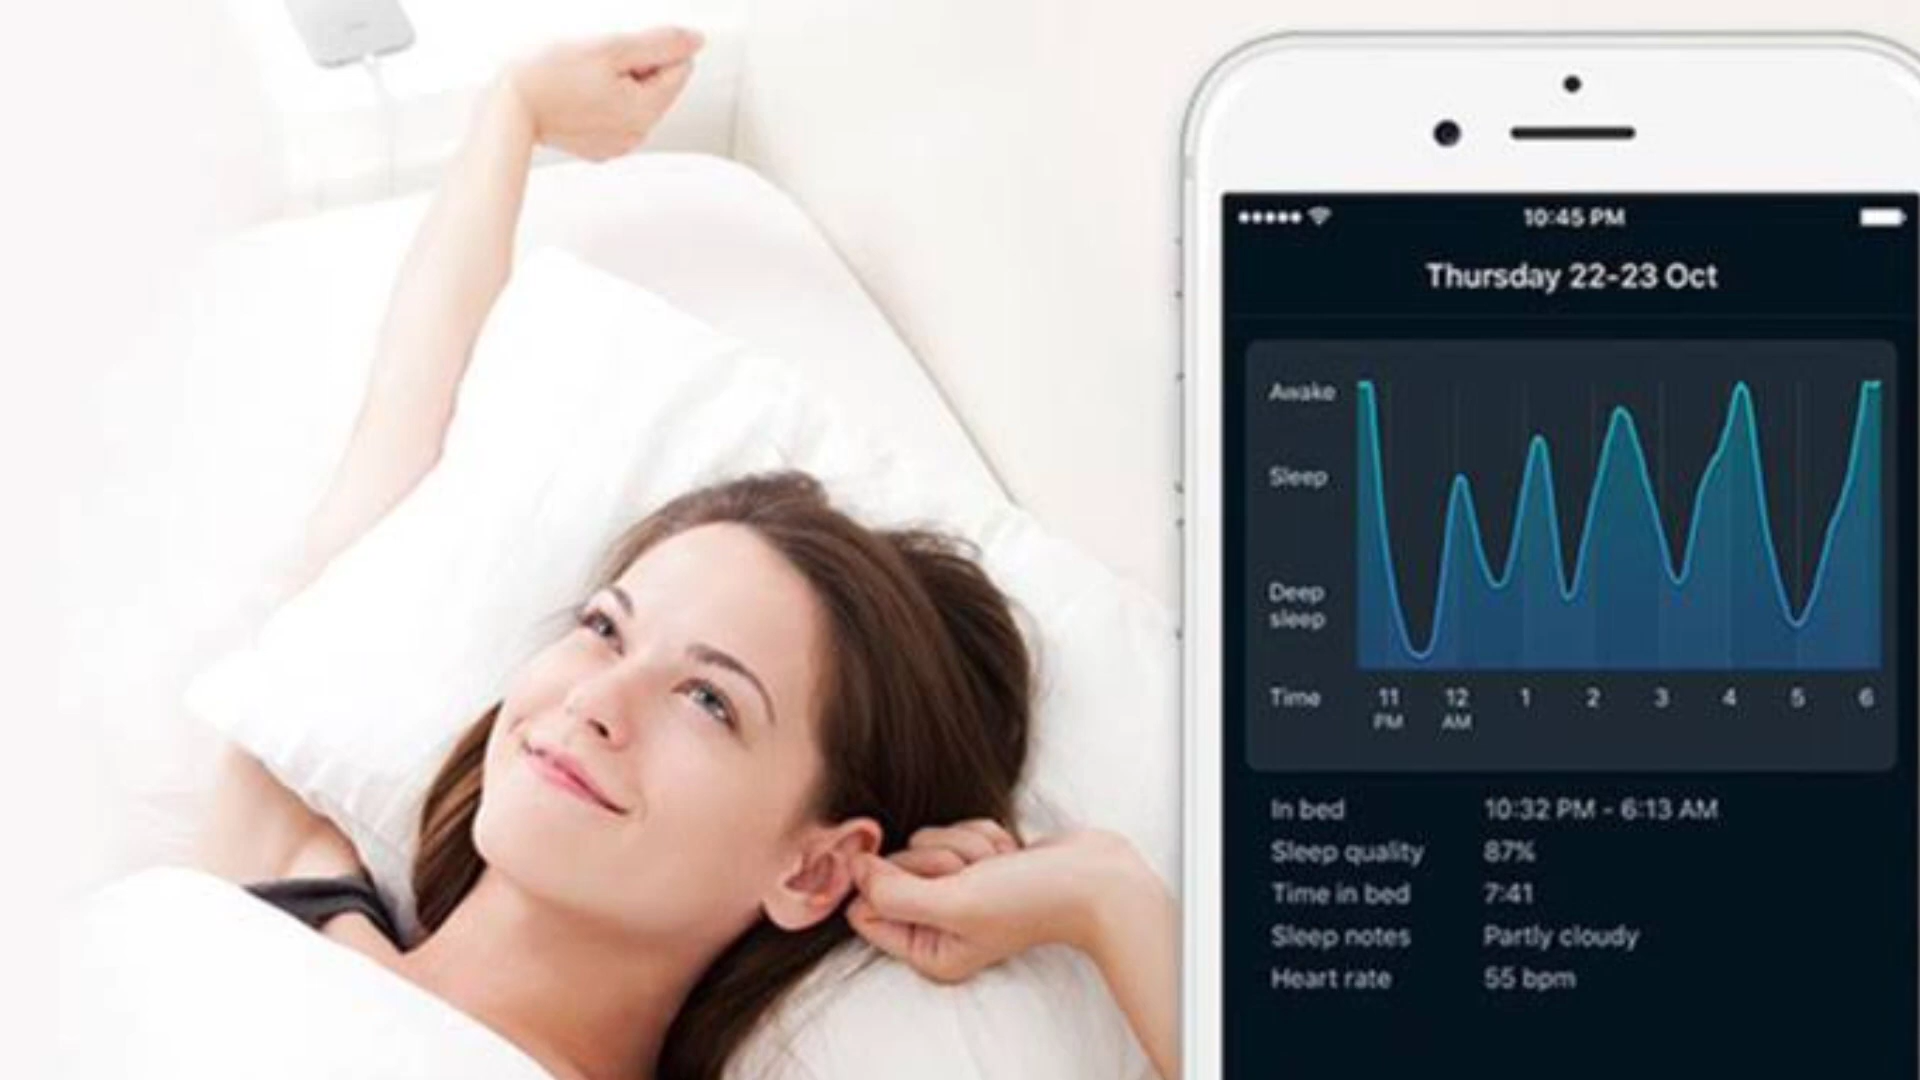 10:45 PM
Thursday 22-23 Oct
Awake
Sleep
Deep
sleep
Time 11 12 1 2 3 4 5 6
PM AM
In bed 10:32 PM - 6:13 AM
Sleep quality 87%
Time in bed 7:41
Sleep notes Partly cloudy
Heart rate 55 bpm